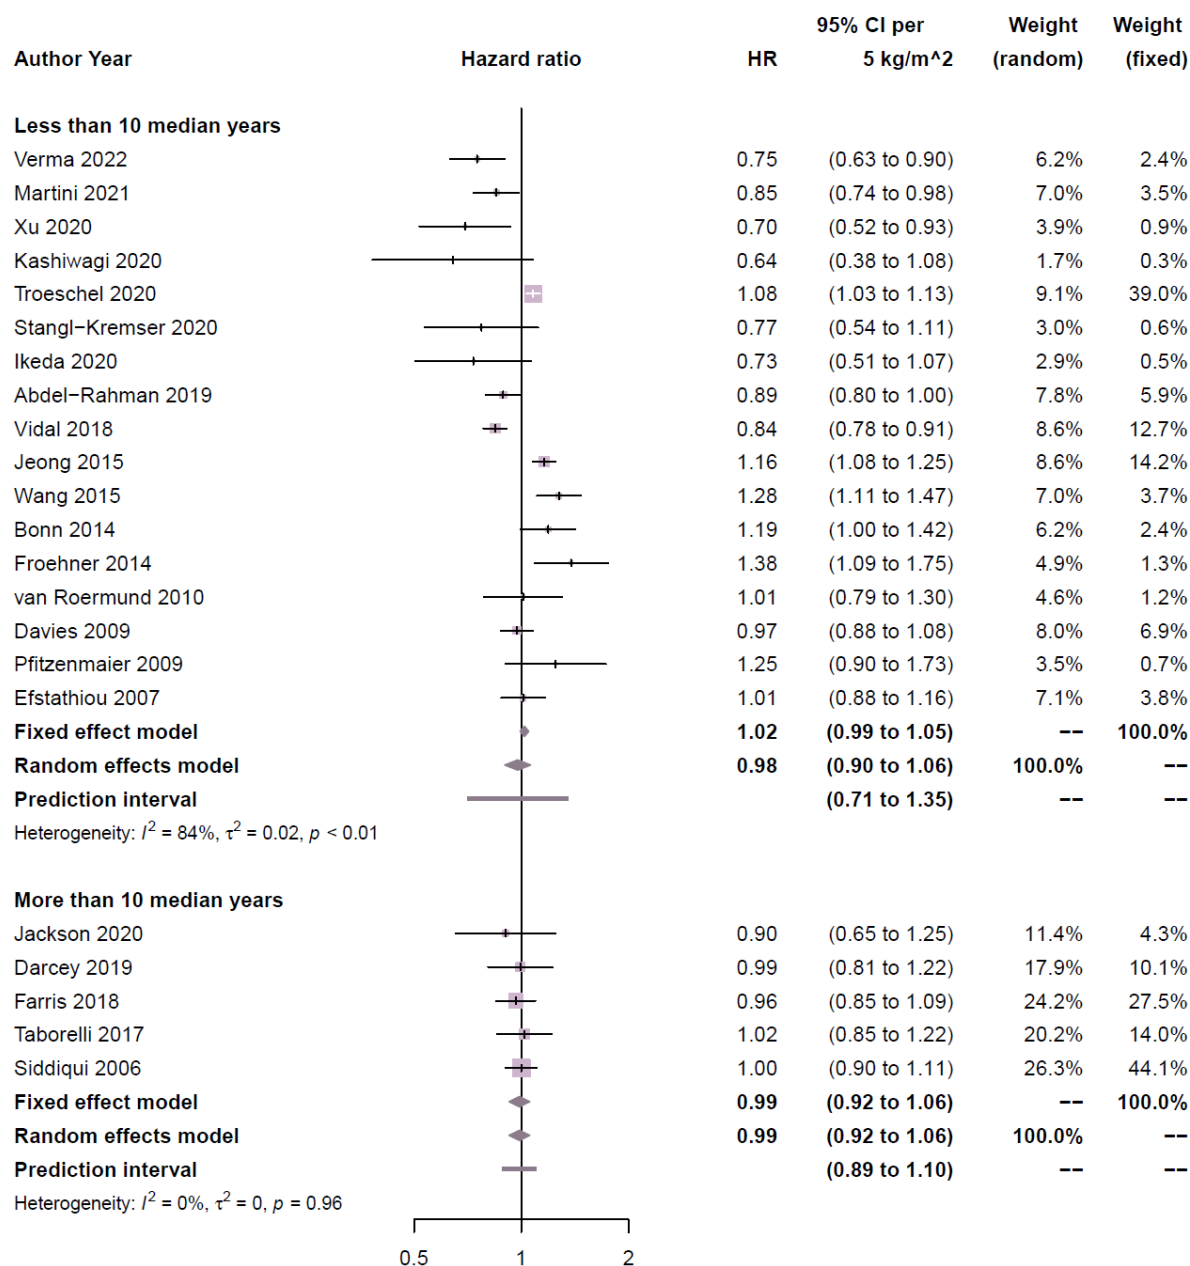 95% CI per Weight Weight
Author Year Hazard ratio HR 5 kg/m^2 (random) (fixed)
Less than 10 median years
Verma 2022 0.75 (0.63 to 0.90) 6.2% 2.4%
Martini 2021 0.85 (0.74 to 0.98) 7.0% 3.5%
Xu 2020 0.70 (0.52 to 0.93) 3.9% 0.9%
Kashiwagi 2020 0.64 (0.38 to 1.08) 1.7% 0.3%
Troeschel 2020 1.08 (1.03 to 1.13) 9.1% 39.0%
Stangl−Kremser 2020 0.77 (0.54 to 1.11) 3.0% 0.6%
Ikeda 2020 0.73 (0.51 to 1.07) 2.9% 0.5%
Abdel−Rahman 2019 0.89 (0.80 to 1.00) 7.8% 5.9%
Vidal 2018 0.84 (0.78 to 0.91) 8.6% 12.7%
Jeong 2015 1.16 (1.08 to 1.25) 8.6% 14.2%
Wang 2015 1.28 (1.11 to 1.47) 7.0% 3.7%
Bonn 2014 1.19 (1.00 to 1.42) 6.2% 2.4%
Froehner 2014 1.38 (1.09 to 1.75) 4.9% 1.3%
van Roermund 2010 1.01 (0.79 to 1.30) 4.6% 1.2%
Davies 2009 0.97 (0.88 to 1.08) 8.0% 6.9%
Pfitzenmaier 2009 1.25 (0.90 to 1.73) 3.5% 0.7%
Efstathiou 2007 1.01 (0.88 to 1.16) 7.1% 3.8%
Fixed effect model 1.02 (0.99 to 1.05) −− 100.0%
Random effects model 0.98 (0.90 to 1.06) 100.0% −−
Prediction interval (0.71 to 1.35) −− −−
Heterogeneity: I² = 84%, τ² = 0.02, p < 0.01
More than 10 median years
Jackson 2020 0.90 (0.65 to 1.25) 11.4% 4.3%
Darcey 2019 0.99 (0.81 to 1.22) 17.9% 10.1%
Farris 2018 0.96 (0.85 to 1.09) 24.2% 27.5%
Taborelli 2017 1.02 (0.85 to 1.22) 20.2% 14.0%
Siddiqui 2006 1.00 (0.90 to 1.11) 26.3% 44.1%
Fixed effect model 0.99 (0.92 to 1.06) −− 100.0%
Random effects model 0.99 (0.92 to 1.06) 100.0% −−
Prediction interval (0.89 to 1.10) −− −−
Heterogeneity: I² = 0%, τ² = 0, p = 0.96
0.5 1 2